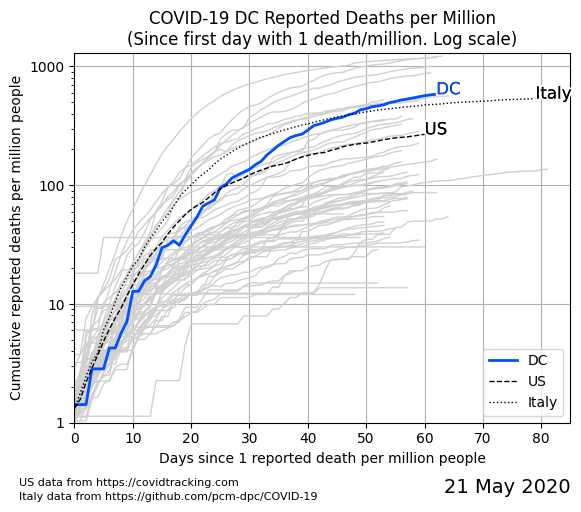 COVID-19 DC Reported Deaths per Million
(Since first day with 1 death/million. Log scale)
Cumulative reported deaths per million people
1000
100
10
1
DC
Italy
US
DC
US
Italy
0 10 20 30 40 50 60 70 80
Days since 1 reported death per million people
US data from https://covidtracking.com
Italy data from https://github.com/pcm-dpc/COVID-19
21 May 2020